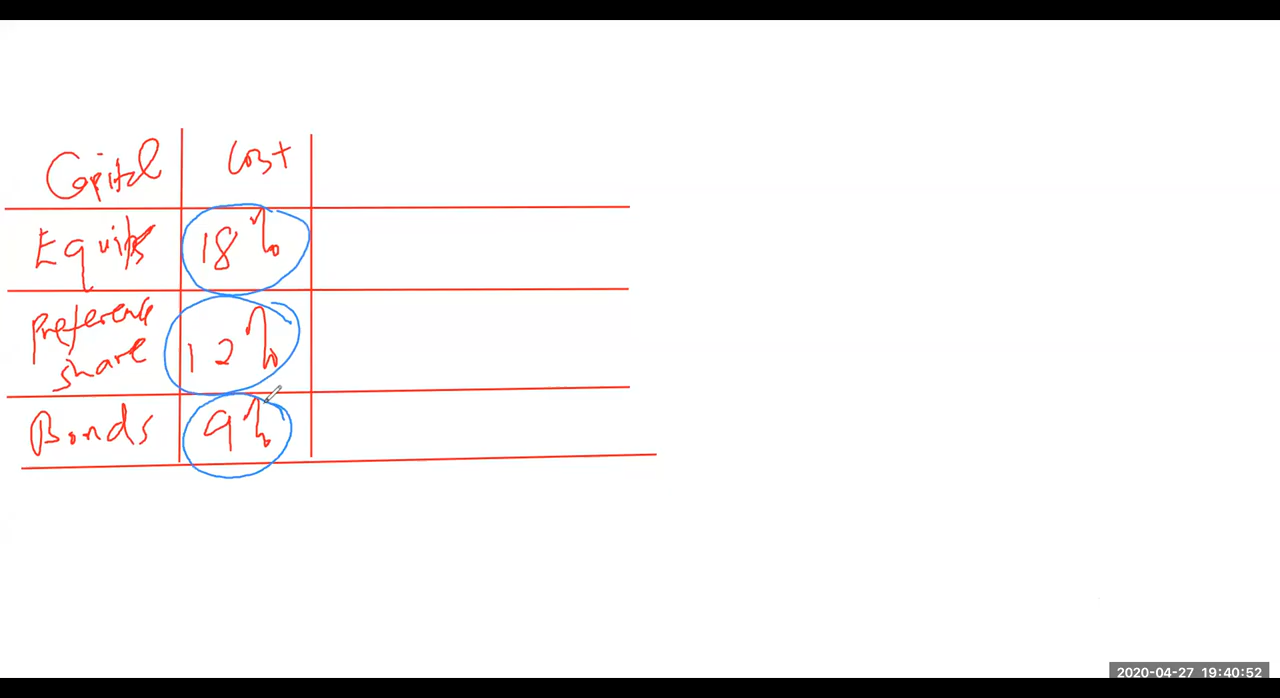 Capital Cost
Equity 18%
Preference
share 12%
Bonds 9%
2020-04-27 19:40:52